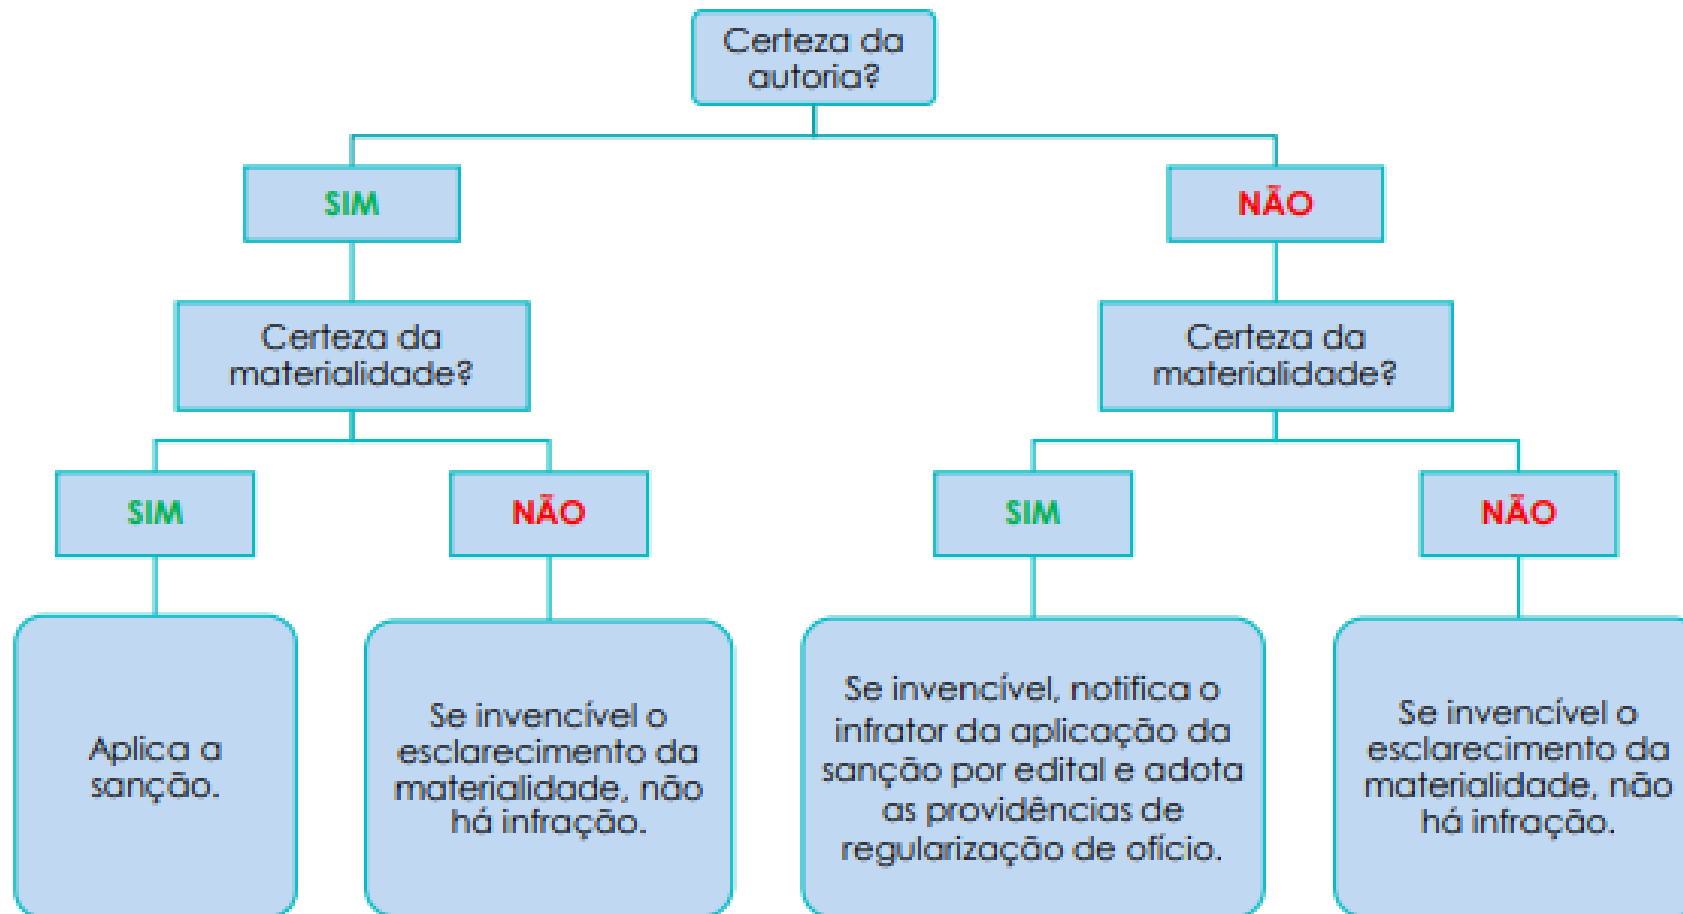 Certeza da
autoria?
SIM
NÃO
Certeza da
materialidade?
Certeza da
materialidade?
SIM
NÃO
SIM
NÃO
Aplica a
sanção.
Se invencível o
esclarecimento da
materialidade, não
há infração.
Se invencível, notifica o
infrator da aplicação da
sanção por edital e adota
as providências de
regularização de ofício.
Se invencível o
esclarecimento da
materialidade, não
há infração.